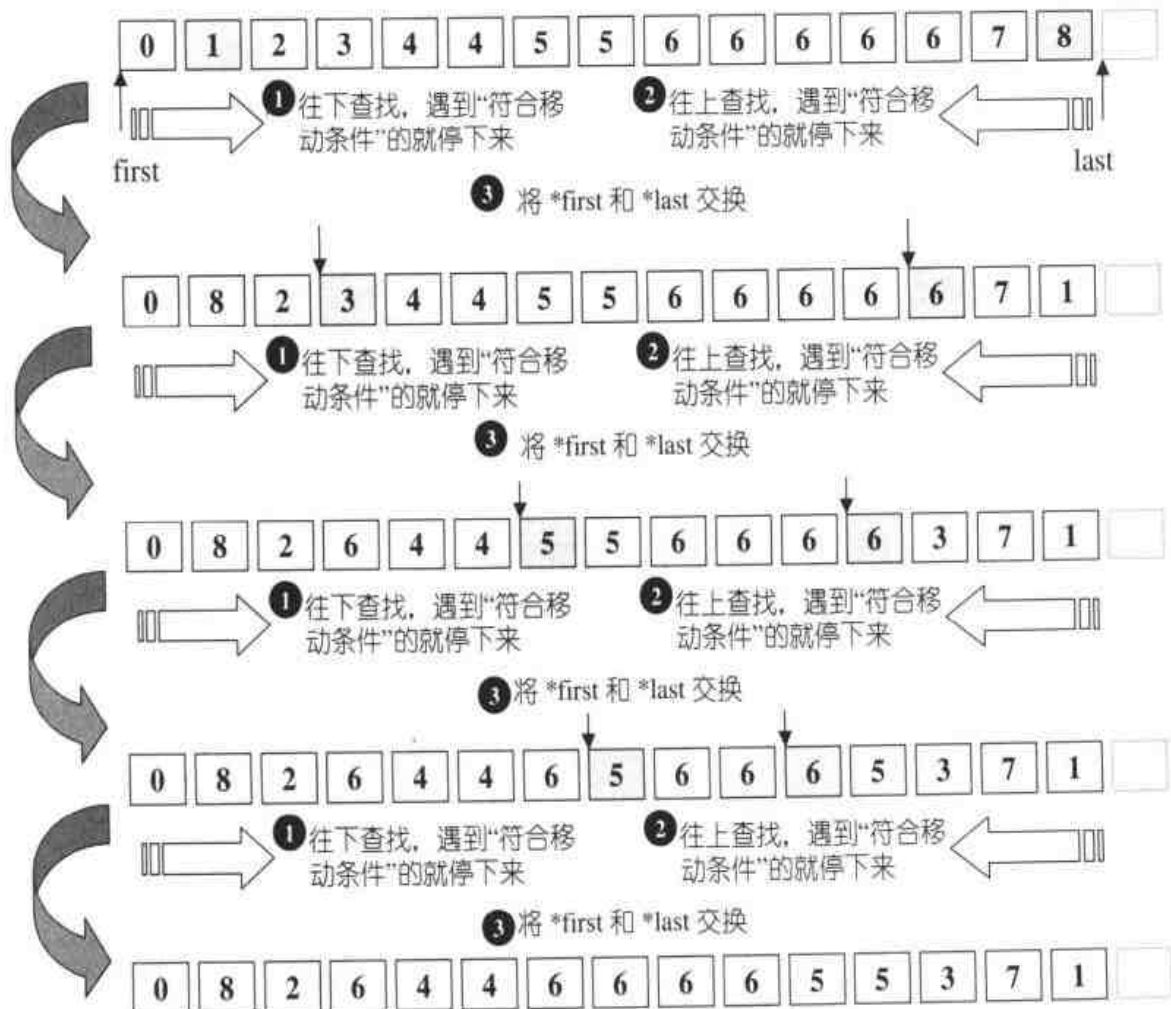 0 1 2 3 4 4 5 5 6 6 6 6 6 7 8
1 往下查找，遇到“符合移
动条件”的就停下来
2 往上查找，遇到“符合移
动条件”的就停下来
first
last
3 将 *first 和 *last 交换
0 8 2 3 4 4 5 5 6 6 6 6 6 7 1
1 往下查找，遇到“符合移
动条件”的就停下来
2 往上查找，遇到“符合移
动条件”的就停下来
3 将 *first 和 *last 交换
0 8 2 6 4 4 5 5 6 6 6 6 3 7 1
1 往下查找，遇到“符合移
动条件”的就停下来
2 往上查找，遇到“符合移
动条件”的就停下来
3 将 *first 和 *last 交换
0 8 2 6 4 4 6 5 6 6 6 5 3 7 1
1 往下查找，遇到“符合移
动条件”的就停下来
2 往上查找，遇到“符合移
动条件”的就停下来
3 将 *first 和 *last 交换
0 8 2 6 4 4 6 6 6 6 5 5 3 7 1